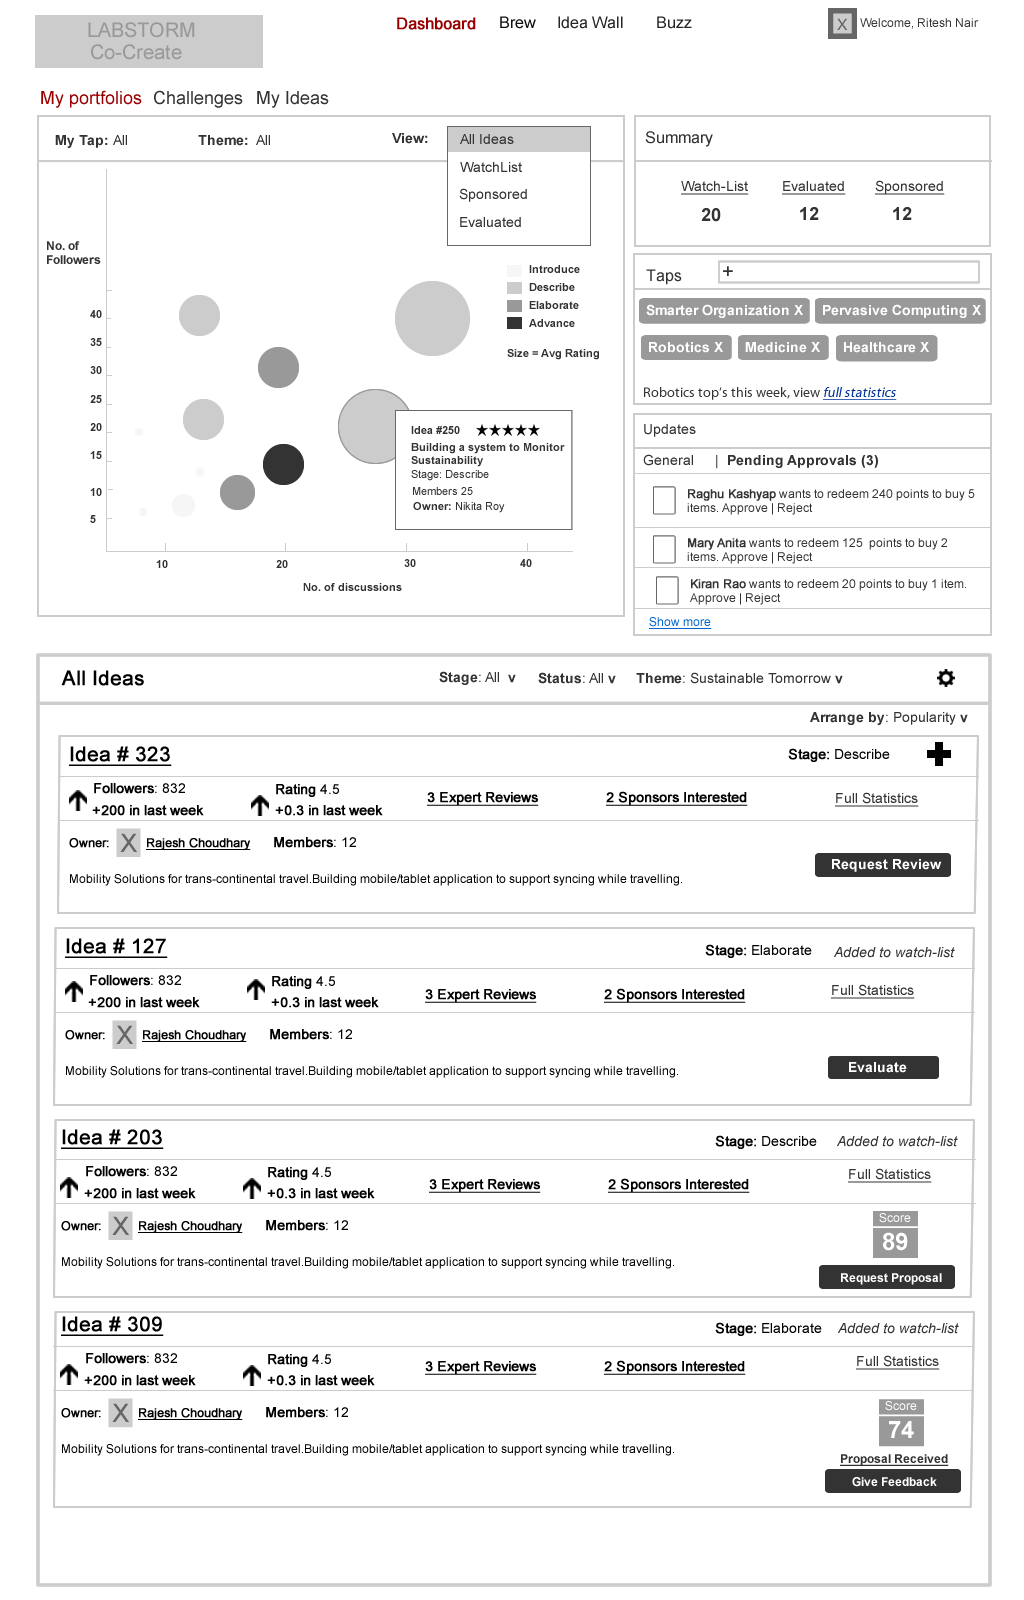 LABSTORM
Co-Create
Dashboard Brew Idea Wall Buzz
X Welcome, Ritesh Nair
My portfolios Challenges My Ideas
My Tap: All Theme: All View:
All Ideas
WatchList
Sponsored
Evaluated
No. of
Followers
Introduce
Describe
Elaborate
Advance
Size = Avg Rating
40
35
30
25
20
15
10
5
Idea #250 ★★★★★
Building a system to Monitor
Sustainability
Stage: Describe
Members 25
Owner: Nikita Roy
10 20 30 40
No. of discussions
Summary
Watch-List Evaluated Sponsored
20 12 12
Taps +
Smarter Organization X Pervasive Computing X
Robotics X Medicine X Healthcare X
Robotics top's this week, view full statistics
Updates
General | Pending Approvals (3)
Raghu Kashyap wants to redeem 240 points to buy 5
items. Approve | Reject
Mary Anita wants to redeem 125 points to buy 2
items. Approve | Reject
Kiran Rao wants to redeem 20 points to buy 1 item.
Approve | Reject
Show more
All Ideas Stage: All v Status: All v Theme: Sustainable Tomorrow v
Arrange by: Popularity v
Idea # 323 Stage: Describe
Followers: 832 Rating 4.5
+200 in last week +0.3 in last week 3 Expert Reviews 2 Sponsors Interested Full Statistics
Owner: X Rajesh Choudhary Members: 12
Request Review
Mobility Solutions for trans-continental travel.Building mobile/tablet application to support syncing while travelling.
Idea # 127 Stage: Elaborate Added to watch-list
Followers: 832 Rating 4.5
+200 in last week +0.3 in last week 3 Expert Reviews 2 Sponsors Interested Full Statistics
Owner: X Rajesh Choudhary Members: 12
Mobility Solutions for trans-continental travel.Building mobile/tablet application to support syncing while travelling.
Evaluate
Idea # 203 Stage: Describe Added to watch-list
Followers: 832 Rating 4.5 Full Statistics
+200 in last week +0.3 in last week 3 Expert Reviews 2 Sponsors Interested
Owner: X Rajesh Choudhary Members: 12
Score
89
Mobility Solutions for trans-continental travel.Building mobile/tablet application to support syncing while travelling.
Request Proposal
Idea # 309 Stage: Elaborate Added to watch-list
Followers: 832 Rating 4.5 Full Statistics
+200 in last week +0.3 in last week 3 Expert Reviews 2 Sponsors Interested
Owner: X Rajesh Choudhary Members: 12
Score
74
Mobility Solutions for trans-continental travel.Building mobile/tablet application to support syncing while travelling.
Proposal Received
Give Feedback